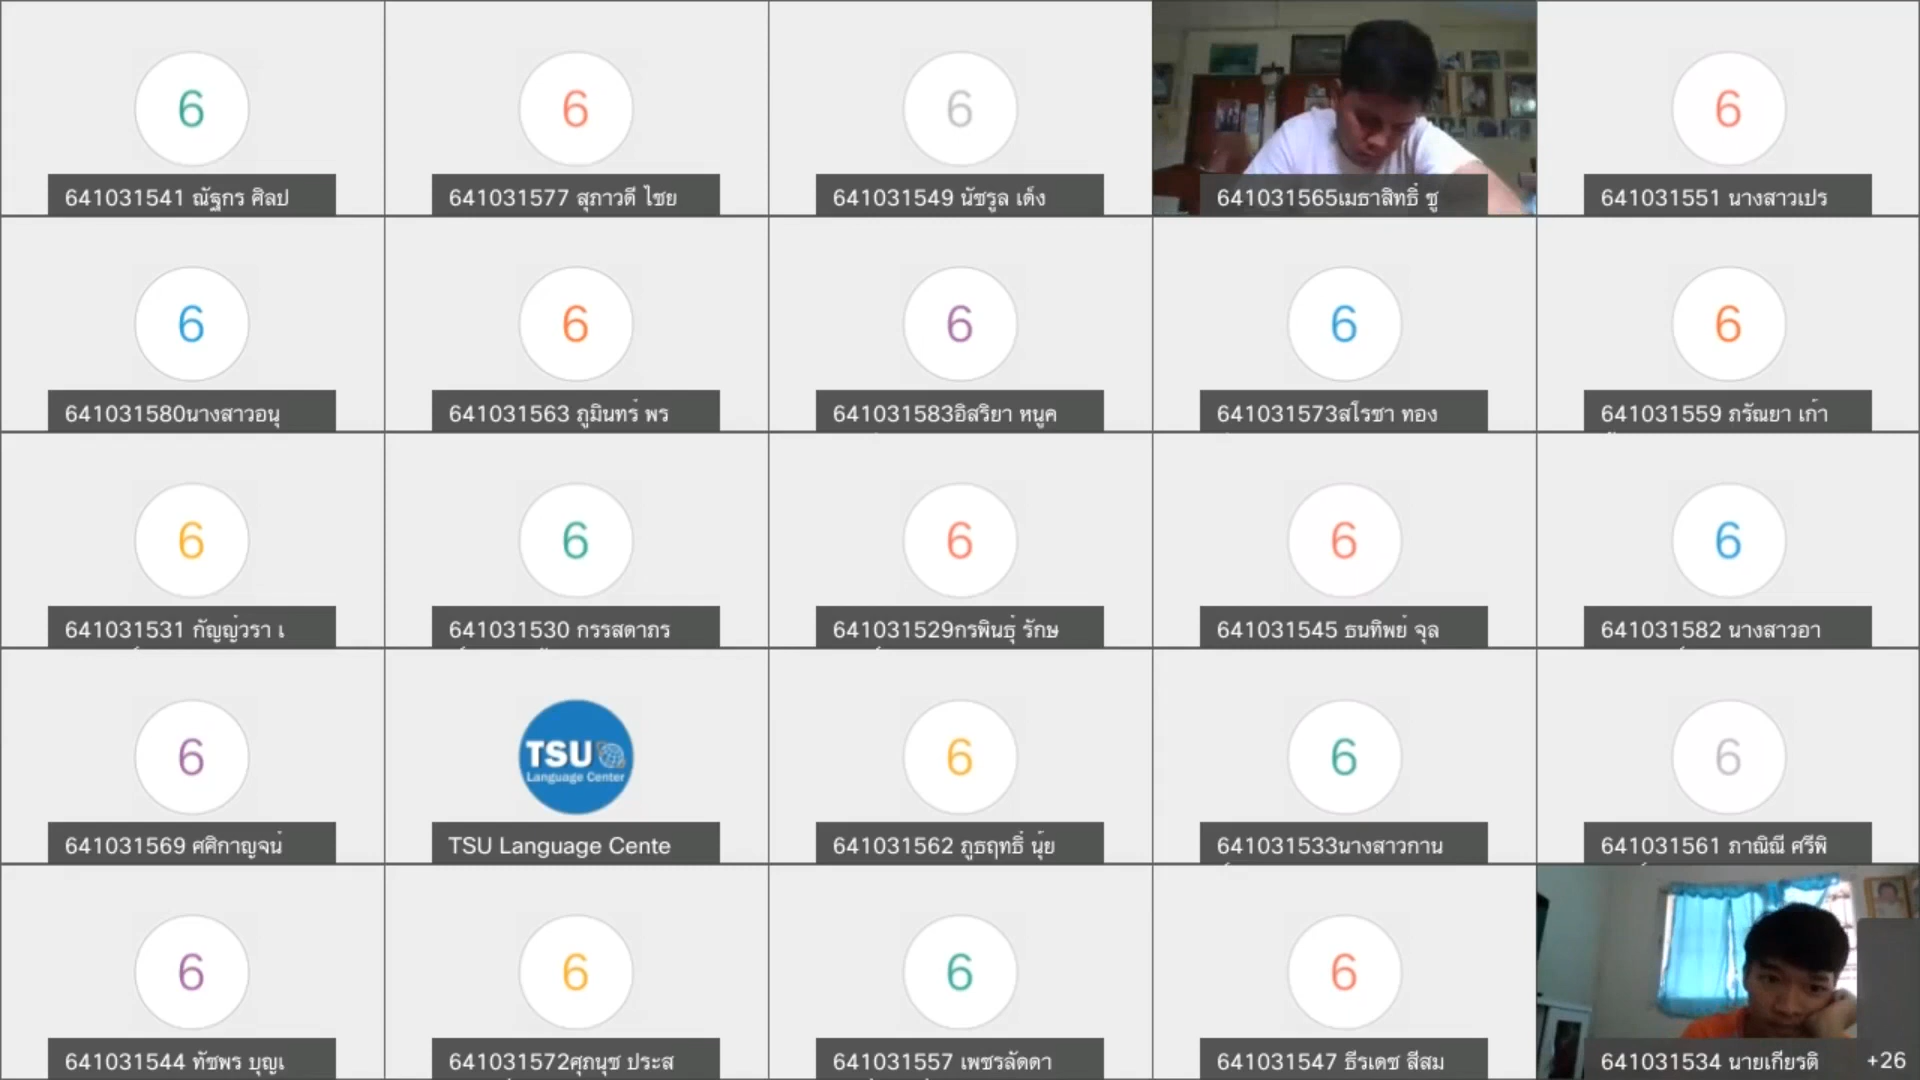 6
641031541 ณัฐกร ศิลป
6
641031577 สุภาวดี ไชย
6
641031549 นัซรูล เด็ง
641031565เมธาสิทธิ์ ชู
6
641031551 นางสาวเปร
6
641031580นางสาวอนุ
6
641031563 ภูมินทร์ พร
6
641031583อิสริยา หนูค
6
641031573สโรชา ทอง
6
641031559 ภรัณยา เก้า
6
641031531 กัญญ์วรา เ
6
641031530 กรรสดาภร
6
641031529กรพินธุ์ รักษ
6
641031545 ธนทิพย์ จุล
6
641031582 นางสาวอา
6
641031569 ศศิกาญจน์
TSU
Language Center
TSU Language Cente
6
641031562 ภูธฤทธิ์ นุ้ย
6
641031533นางสาวกาน
6
641031561 ภาณิณี ศรีพิ
6
641031544 ทัชพร บุญเ
6
641031572ศุภนุช ประส
6
641031557 เพชรลัดดา
6
641031547 ธีรเดช สีสม
641031534 นายเกียรติ
+26